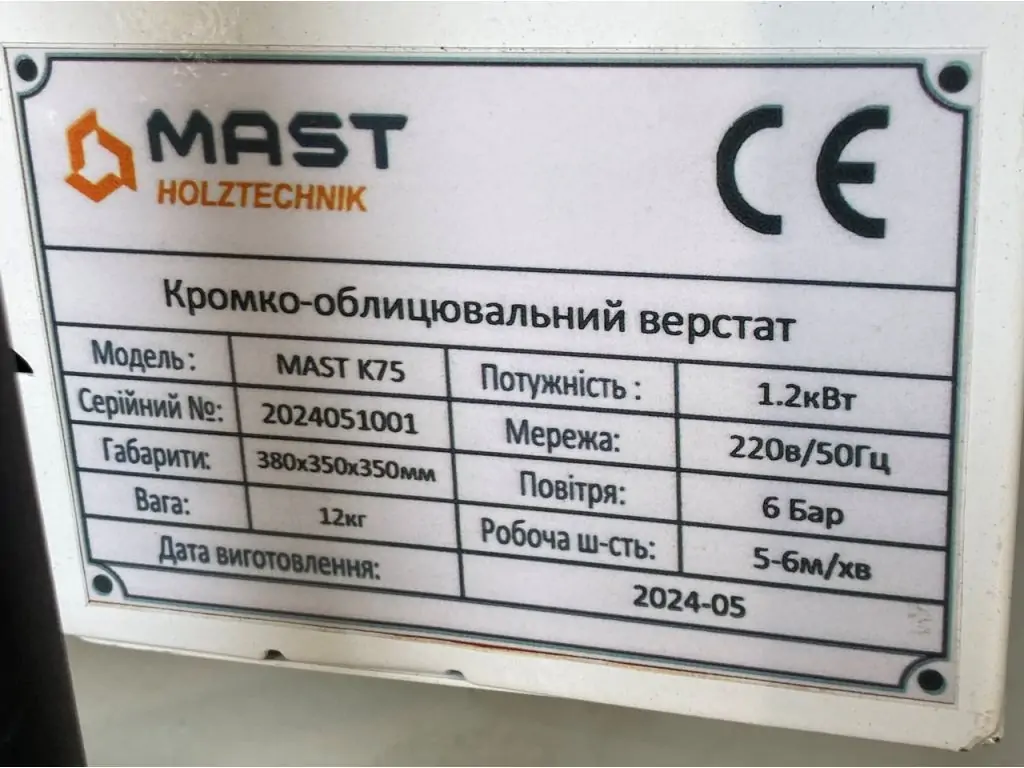 MAST
HOLZTECHNIK
CE
Кромко-облицювальний верстат
Модель: MAST K75 Потужність: 1.2кВт
Серійний №: 2024051001 Мережа: 220в/50Гц
Габарити: 380x350x350мм Повітря: 6 Бар
Вага: 12кг Робоча ш-сть: 5-6м/хв
Дата виготовлення: 2024-05